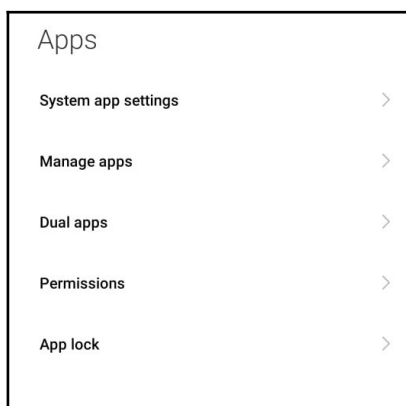 Apps
System app settings
Manage apps
Dual apps
Permissions
App lock